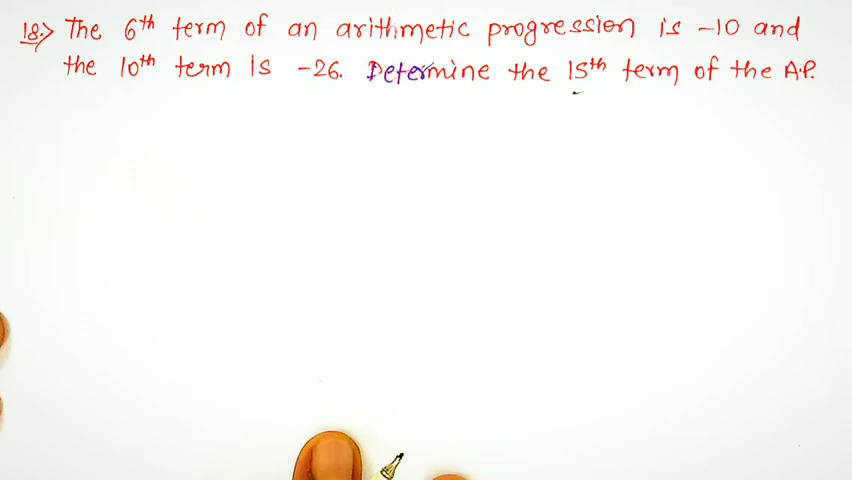 18.> The 6th term of an arithmetic progression is -10 and
the 10th term is -26. Determine the 15th term of the A.P.